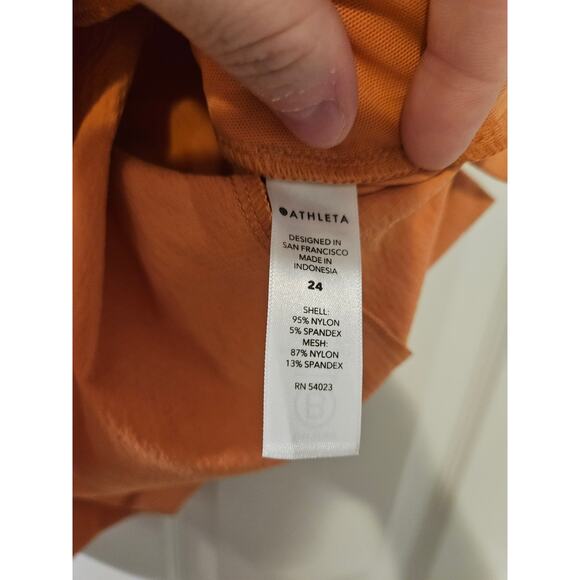 ATHLETA
DESIGNED IN
SAN FRANCISCO
MADE IN
INDONESIA
24
SHELL:
95% NYLON
5% SPANDEX
MESH:
87% NYLON
13% SPANDEX
RN 54023
B